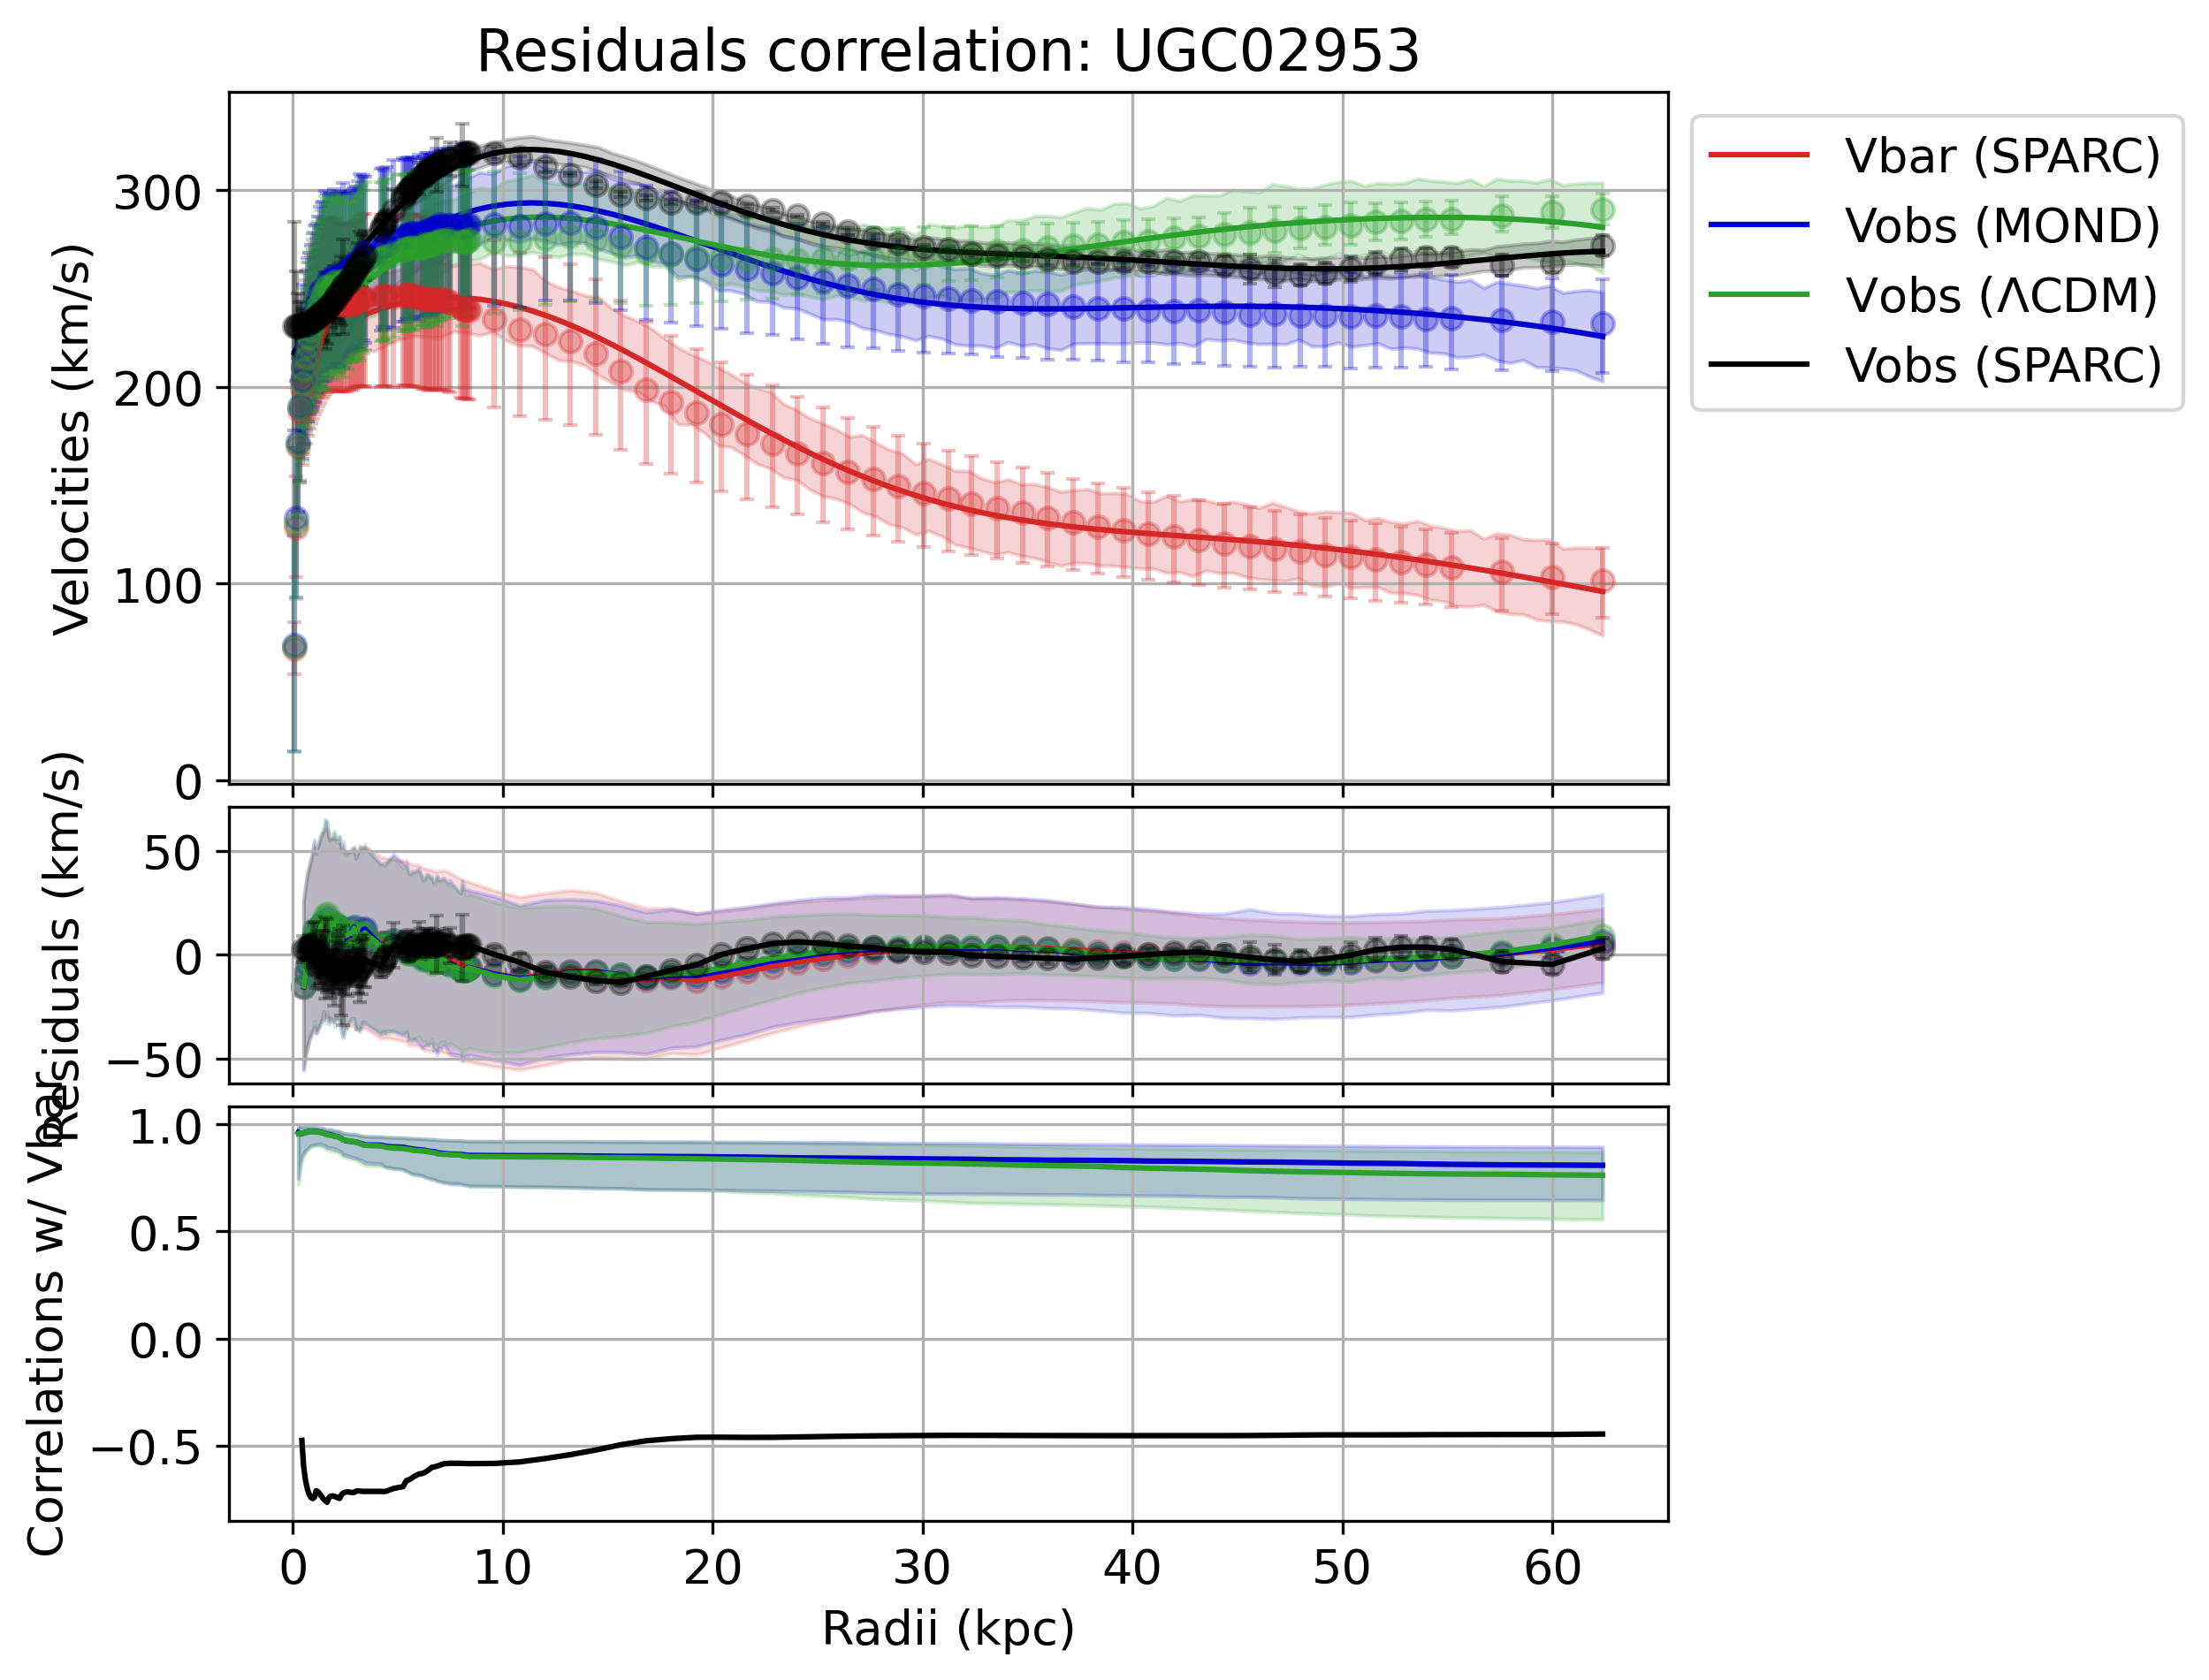 Residuals correlation: UGC02953
Velocities (km/s)
300
200
100
0
Vbar (SPARC)
Vobs (MOND)
Vobs (ΛCDM)
Vobs (SPARC)
Residuals (km/s)
50
0
−50
Correlations w/ Vbar
1.0
0.5
0.0
−0.5
0 10 20 30 40 50 60
Radii (kpc)